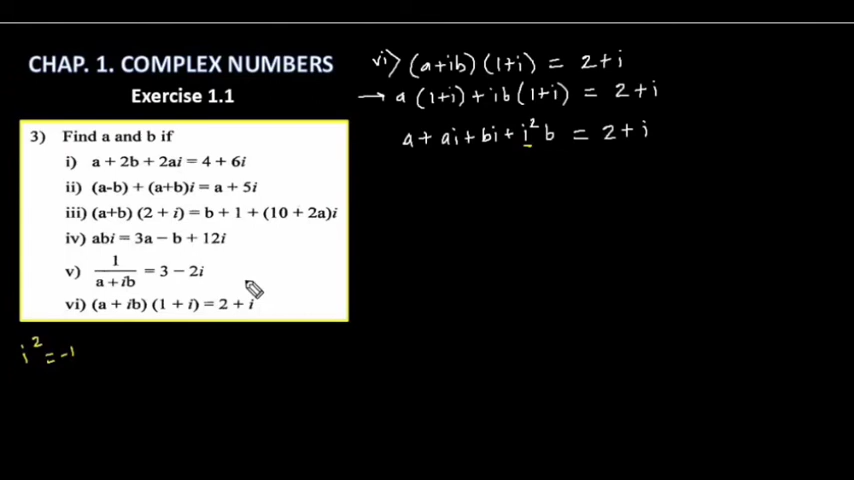 CHAP. 1. COMPLEX NUMBERS
Exercise 1.1
3) Find a and b if
i) a + 2b + 2ai = 4 + 6i
ii) (a-b) + (a+b)i = a + 5i
iii) (a+b) (2 + i) = b + 1 + (10 + 2a)i
iv) abi = 3a − b + 12i
v) 1/(a + ib) = 3 − 2i
vi) (a + ib) (1 + i) = 2 + i
i² = -1
vi) (a+ib) (1+i) = 2+i
→ a (1+i) + ib (1+i) = 2+i
a + ai + bi + i²b = 2+i